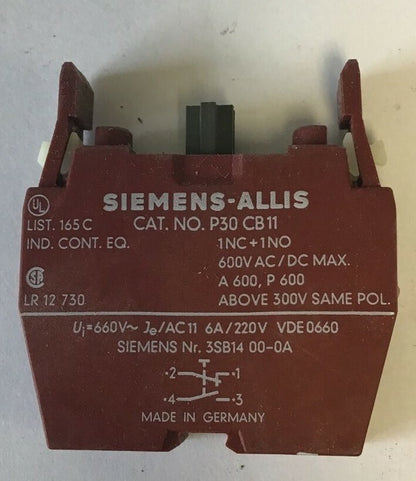 SIEMENS-ALLIS
UL
LIST. 165 C CAT. NO. P30 CB11
IND. CONT. EQ. 1NC+1NO
600V AC/DC MAX.
SA A 600, P 600
LR 12 730 ABOVE 300V SAME POL.
Ui=660V~ Je/AC11 6A/220V VDE 0660
SIEMENS Nr. 3SB14 00-0A
·2 ·1
·4 ·3
MADE IN GERMANY